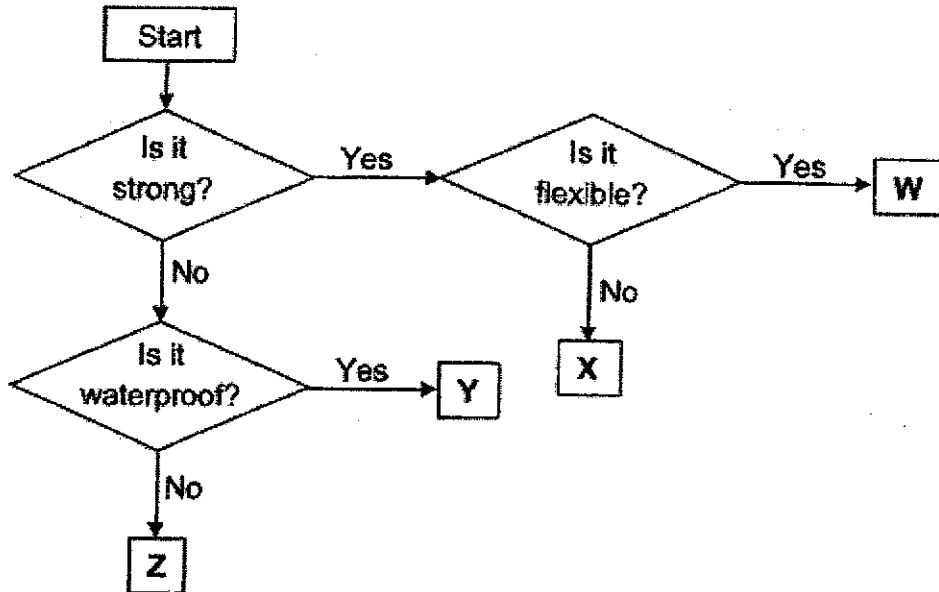 Start
Is it
strong?
Yes
Is it
flexible?
Yes
W
No
No
X
Is it
waterproof?
Yes
Y
No
Z